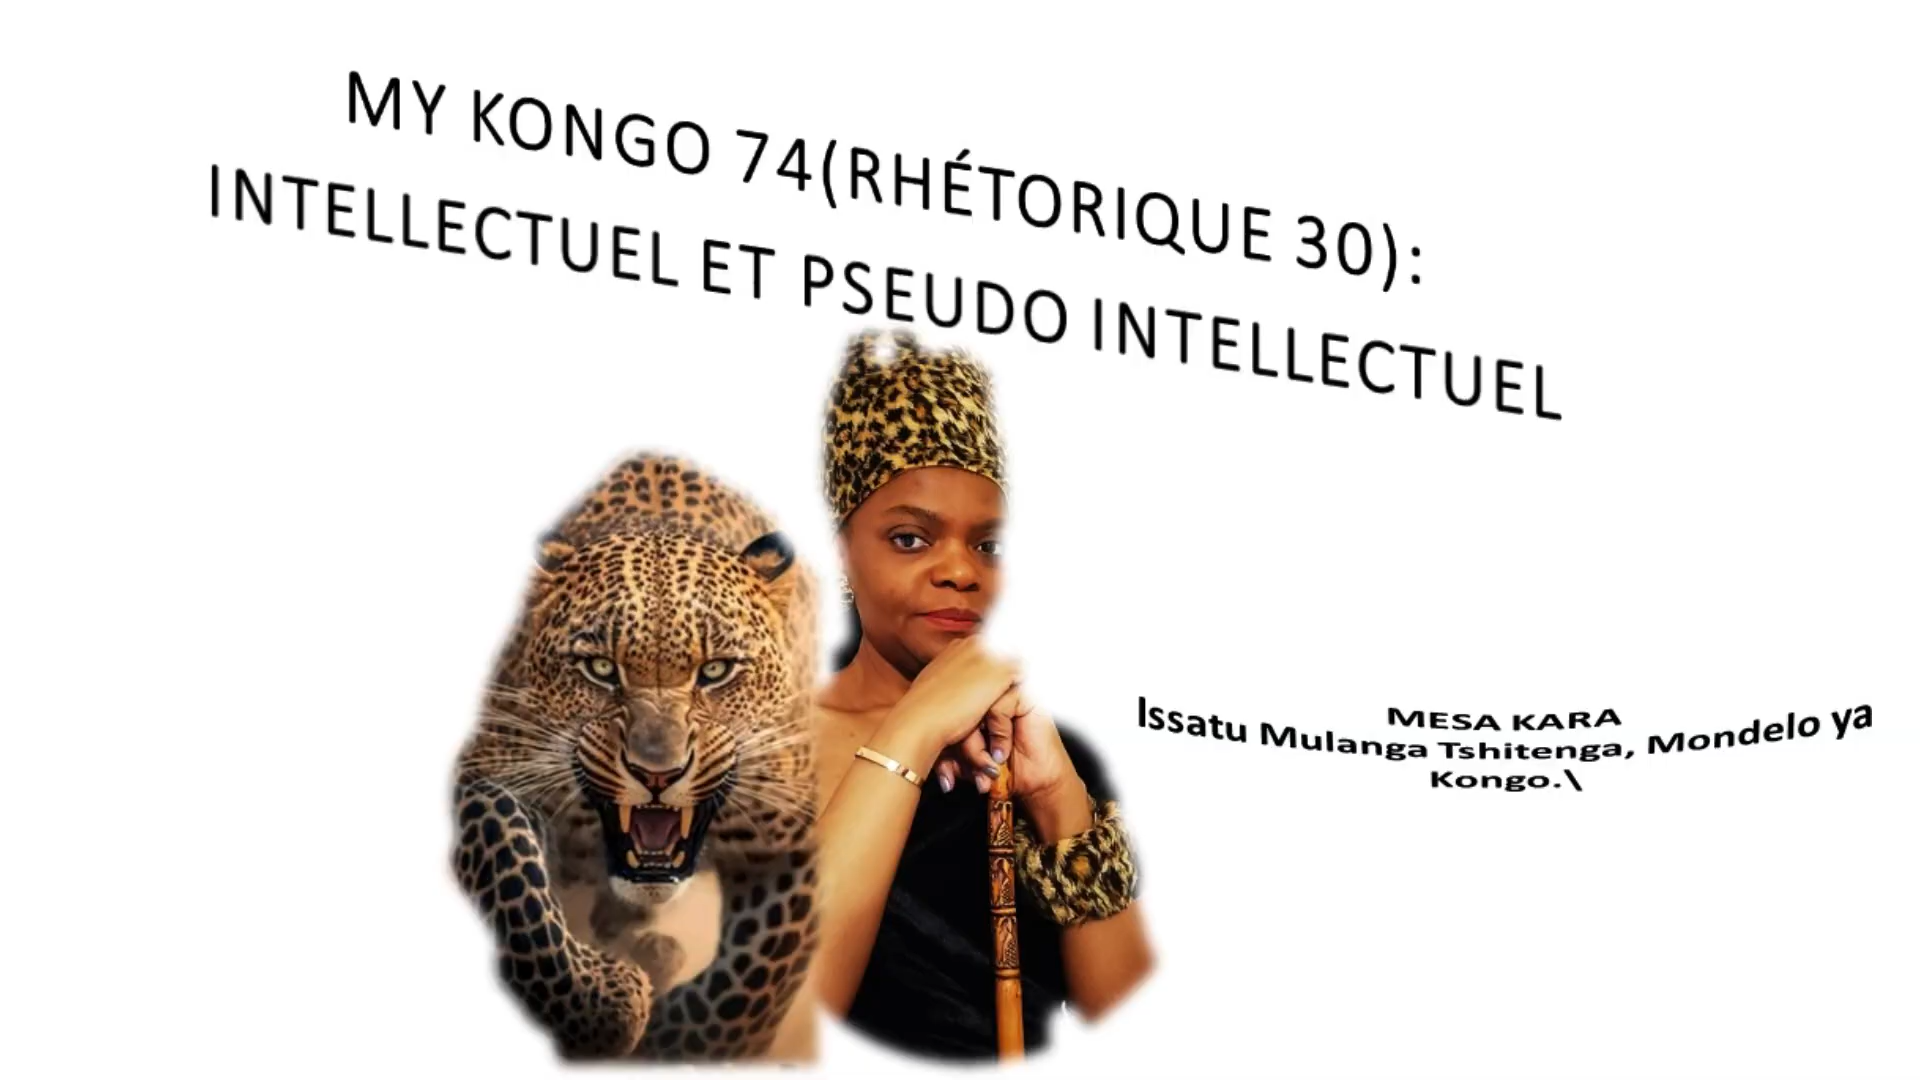 MY KONGO 74(RHÉTORIQUE 30):
INTELLECTUEL ET PSEUDO INTELLECTUEL
MESA KARA
Issatu Mulanga Tshitenga, Mondelo ya
Kongo.\